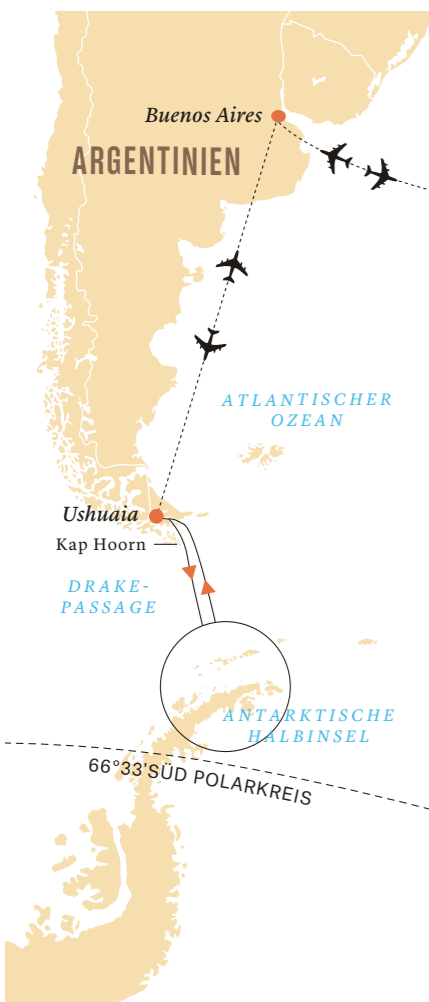 Buenos Aires
ARGENTINIEN
ATLANTISCHER
OZEAN
Ushuaia
Kap Hoorn
DRAKE-
PASSAGE
ANTARKTISCHE
HALBINSEL
66°33'SÜD POLARKREIS